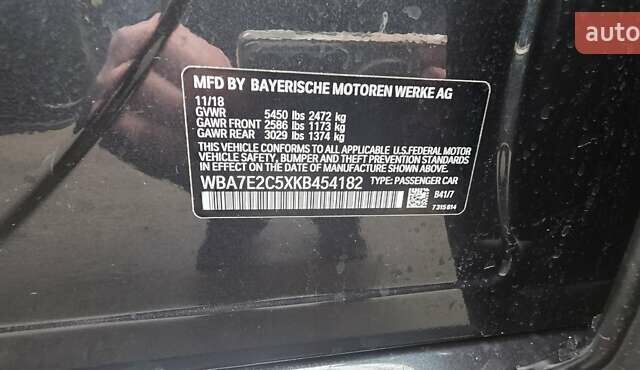 auto
MFD BY BAYERISCHE MOTOREN WERKE AG
11/18
GVWR 5450 lbs 2472 kg
GAWR FRONT 2586 lbs 1173 kg
GAWR REAR 3029 lbs 1374 kg
THIS VEHICLE CONFORMS TO ALL APPLICABLE U.S.FEDERAL MOTOR
VEHICLE SAFETY, BUMPER AND THEFT PREVENTION STANDARDS
IN EFFECT ON THE DATE OF MANUFACTURE SHOWN ABOVE.
WBA7E2C5XKB454182 TYPE: PASSENGER CAR
B41/7
7315614